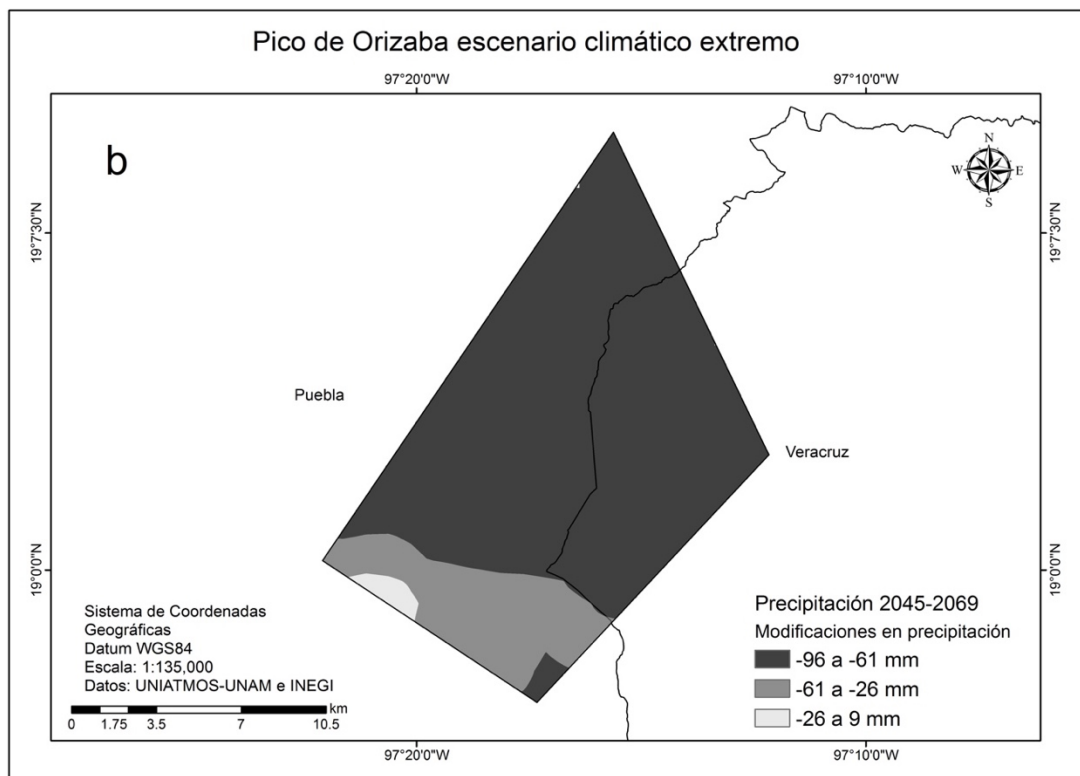 Pico de Orizaba escenario climático extremo
97°20'0"W
97°10'0"W
b
N
W
E
S
19°7'30"N
19°7'30"N
Puebla
Veracruz
19°0'0"N
19°0'0"N
Sistema de Coordenadas
Geográficas
Datum WGS84
Escala: 1:135,000
Datos: UNIATMOS-UNAM e INEGI
km
0 1.75 3.5 7 10.5
Precipitación 2045-2069
Modificaciones en precipitación
-96 a -61 mm
-61 a -26 mm
-26 a 9 mm
97°20'0"W
97°10'0"W